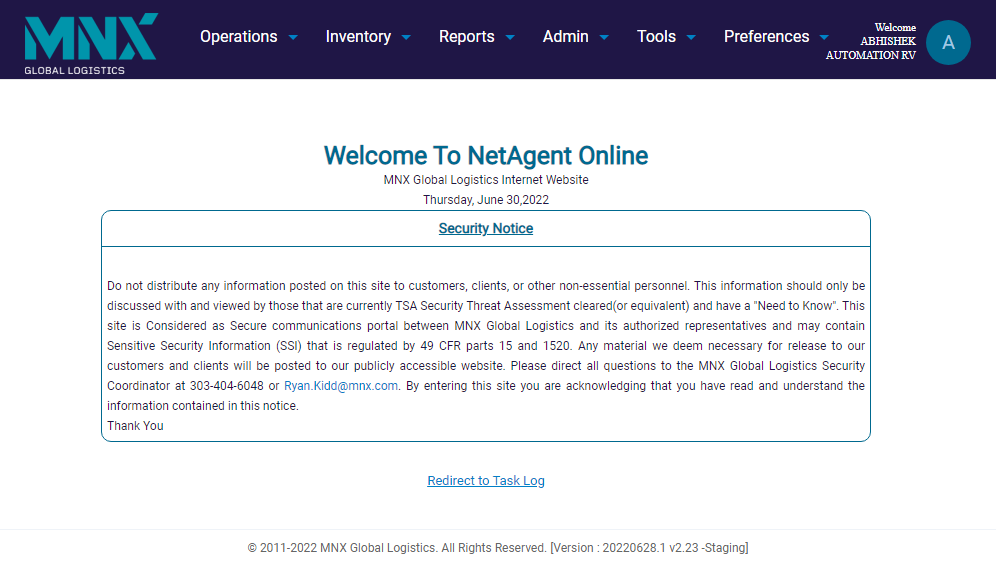 MNX
GLOBAL LOGISTICS
Operations Inventory Reports Admin Tools Preferences
Welcome
ABHISHEK
AUTOMATION RV
A
Welcome To NetAgent Online
MNX Global Logistics Internet Website
Thursday, June 30,2022
Security Notice
Do not distribute any information posted on this site to customers, clients, or other non-essential personnel. This information should only be
discussed with and viewed by those that are currently TSA Security Threat Assessment cleared(or equivalent) and have a "Need to Know". This
site is Considered as Secure communications portal between MNX Global Logistics and its authorized representatives and may contain
Sensitive Security Information (SSI) that is regulated by 49 CFR parts 15 and 1520. Any material we deem necessary for release to our
customers and clients will be posted to our publicly accessible website. Please direct all questions to the MNX Global Logistics Security
Coordinator at 303-404-6048 or Ryan.Kidd@mnx.com. By entering this site you are acknowledging that you have read and understand the
information contained in this notice.
Thank You
Redirect to Task Log
© 2011-2022 MNX Global Logistics. All Rights Reserved. [Version : 20220628.1 v2.23 -Staging]